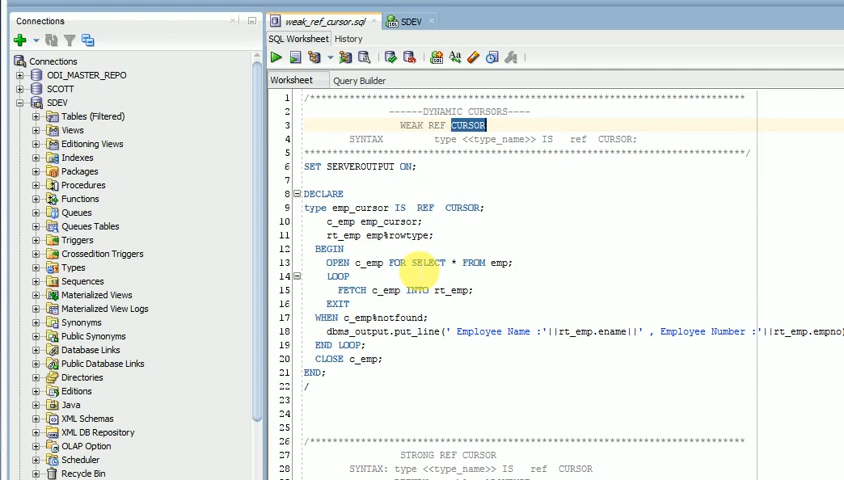 Connections
weak_ref_cursor.sql
SDEV
SQL Worksheet History
Worksheet Query Builder
Connections
ODI_MASTER_REPO
SCOTT
SDEV
Tables (Filtered)
Views
Editioning Views
Indexes
Packages
Procedures
Functions
Queues
Queues Tables
Triggers
Crossedition Triggers
Types
Sequences
Materialized Views
Materialized View Logs
Synonyms
Public Synonyms
Database Links
Public Database Links
Directories
Editions
Java
XML Schemas
XML DB Repository
OLAP Option
Scheduler
Recycle Bin
1 /******************************************************************************
2 ------DYNAMIC CURSORS----
3 WEAK REF CURSOR
4 SYNTAX type <<type_name>> IS ref CURSOR;
5 ******************************************************************************/
6 SET SERVEROUTPUT ON;
7
8 DECLARE
9 type emp_cursor IS REF CURSOR;
10 c_emp emp_cursor;
11 rt_emp emp%rowtype;
12 BEGIN
13 OPEN c_emp FOR SELECT * FROM emp;
14 LOOP
15 FETCH c_emp INTO rt_emp;
16 EXIT
17 WHEN c_emp%notfound;
18 dbms_output.put_line(' Employee Name :'||rt_emp.ename||' , Employee Number :'||rt_emp.empno)
19 END LOOP;
20 CLOSE c_emp;
21 END;
22 /
23
24
25
26 /******************************************************************************
27 STRONG REF CURSOR
28 SYNTAX: type <<type_name>> IS ref CURSOR